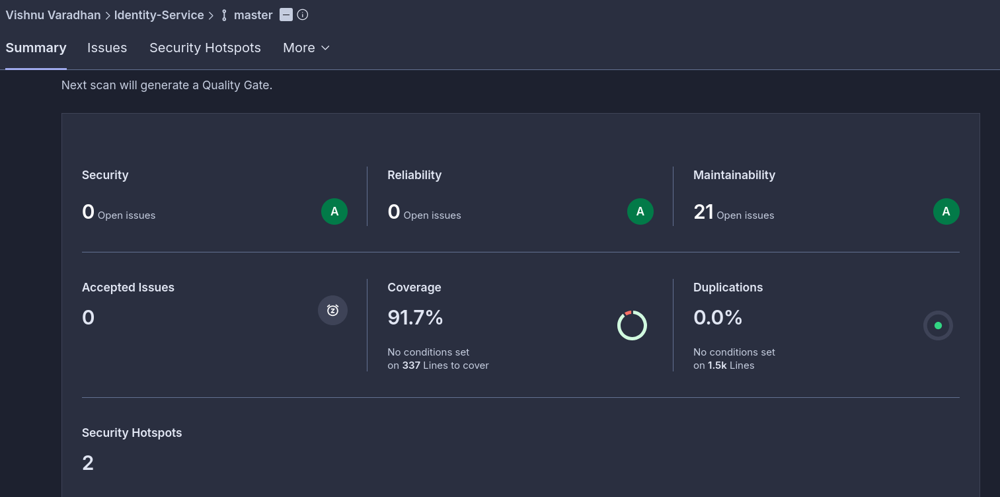 Vishnu Varadhan > Identity-Service > master
Summary Issues Security Hotspots More
Next scan will generate a Quality Gate.
Security
0 Open issues
A
Reliability
0 Open issues
A
Maintainability
21 Open issues
A
Accepted Issues
0
Coverage
91.7%
No conditions set
on 337 Lines to cover
Duplications
0.0%
No conditions set
on 1.5k Lines
Security Hotspots
2